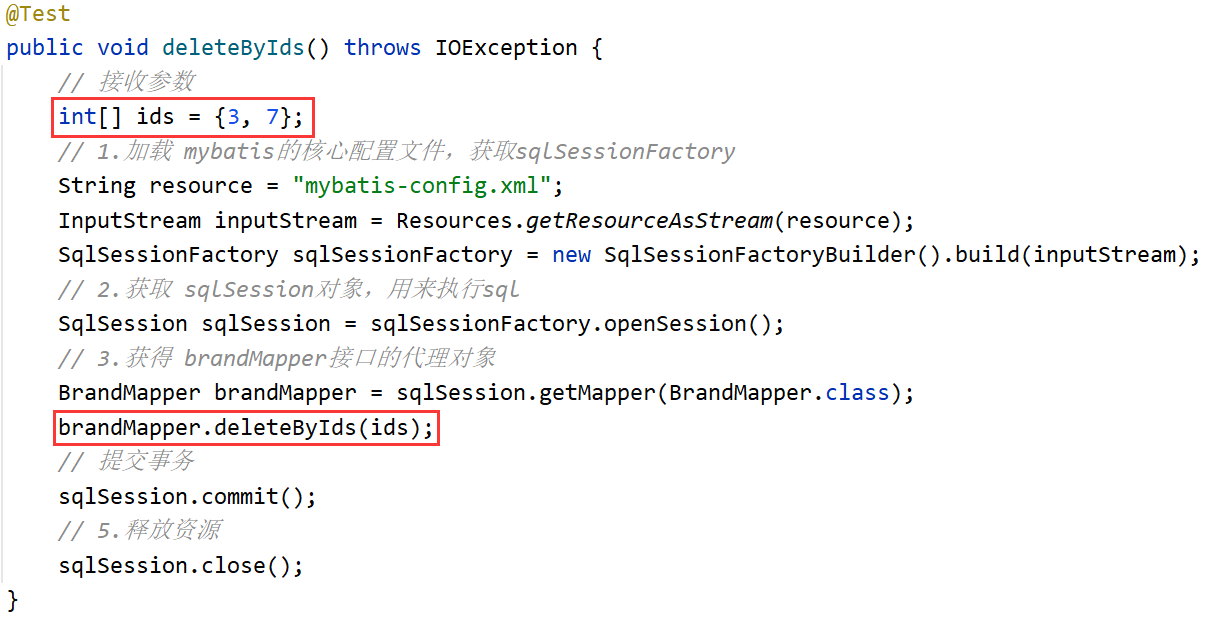 @Test
public void deleteByIds() throws IOException {
// 接收参数
int[] ids = {3, 7};
// 1.加载 mybatis的核心配置文件，获取sqlSessionFactory
String resource = "mybatis-config.xml";
InputStream inputStream = Resources.getResourceAsStream(resource);
SqlSessionFactory sqlSessionFactory = new SqlSessionFactoryBuilder().build(inputStream);
// 2.获取 sqlSession对象，用来执行sql
SqlSession sqlSession = sqlSessionFactory.openSession();
// 3.获得 brandMapper接口的代理对象
BrandMapper brandMapper = sqlSession.getMapper(BrandMapper.class);
brandMapper.deleteByIds(ids);
// 提交事务
sqlSession.commit();
// 5.释放资源
sqlSession.close();
}